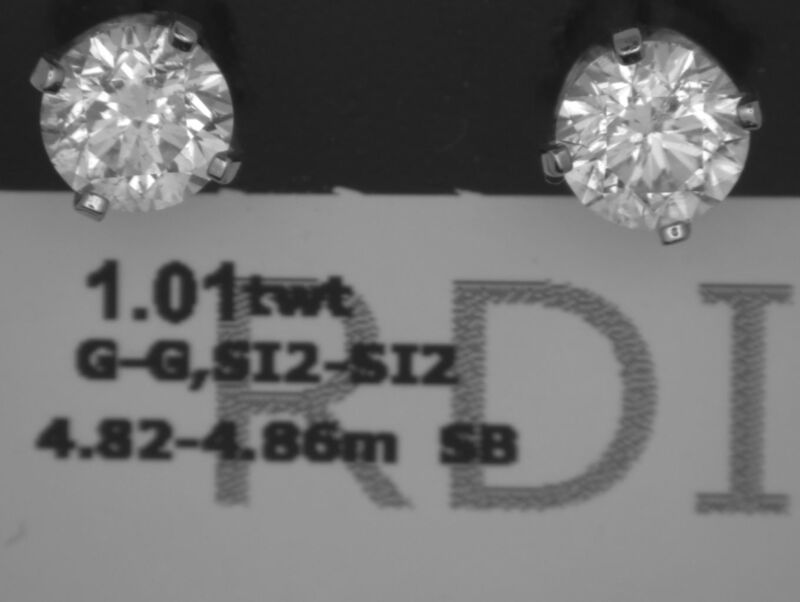 RDI
1.01twt
G-G,SI2-SI2
4.82-4.86m SB